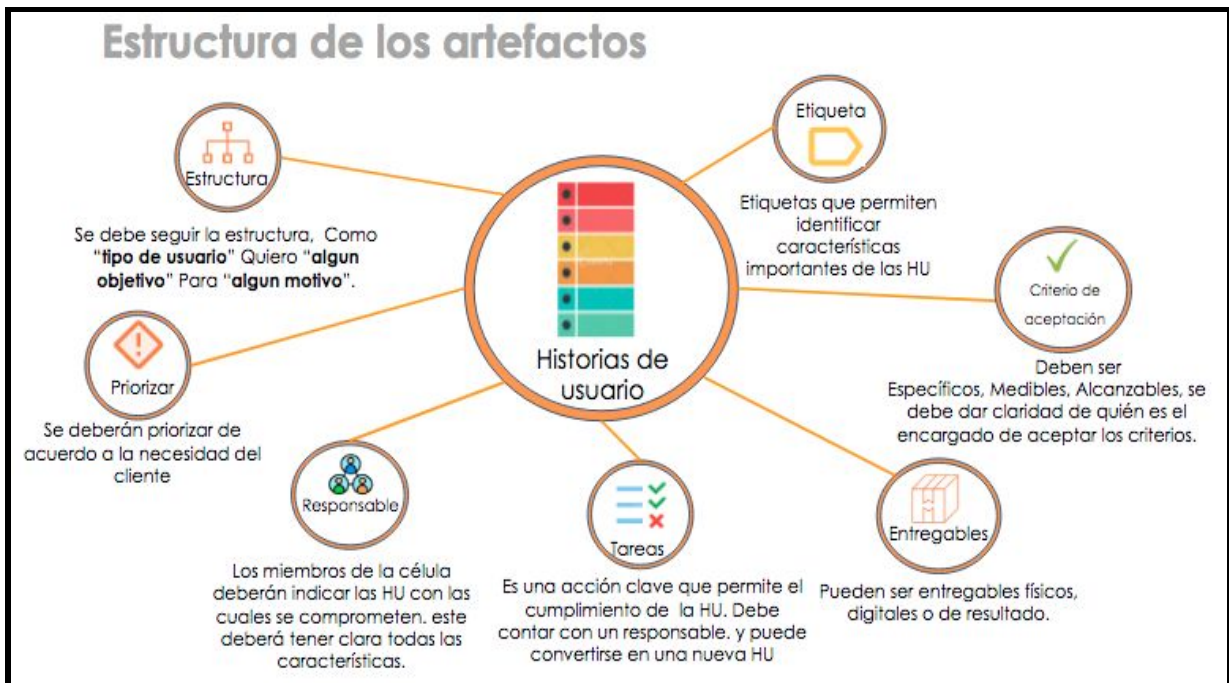 Estructura de los artefactos
Estructura
Se debe seguir la estructura, Como
“tipo de usuario” Quiero “algun
objetivo” Para “algun motivo”.
Etiqueta
Etiquetas que permiten
identificar
características
importantes de las HU
Historias de
usuario
Criterio de
aceptación
Deben ser
Específicos, Medibles, Alcanzables, se
debe dar claridad de quién es el
encargado de aceptar los criterios.
Priorizar
Se deberán priorizar de
acuerdo a la necesidad del
cliente
Responsable
Los miembros de la célula
deberán indicar las HU con las
cuales se comprometen. este
deberá tener clara todas las
características.
Tareas
Es una acción clave que permite el
cumplimiento de la HU. Debe
contar con un responsable. y puede
convertirse en una nueva HU
Entregables
Pueden ser entregables físicos,
digitales o de resultado.